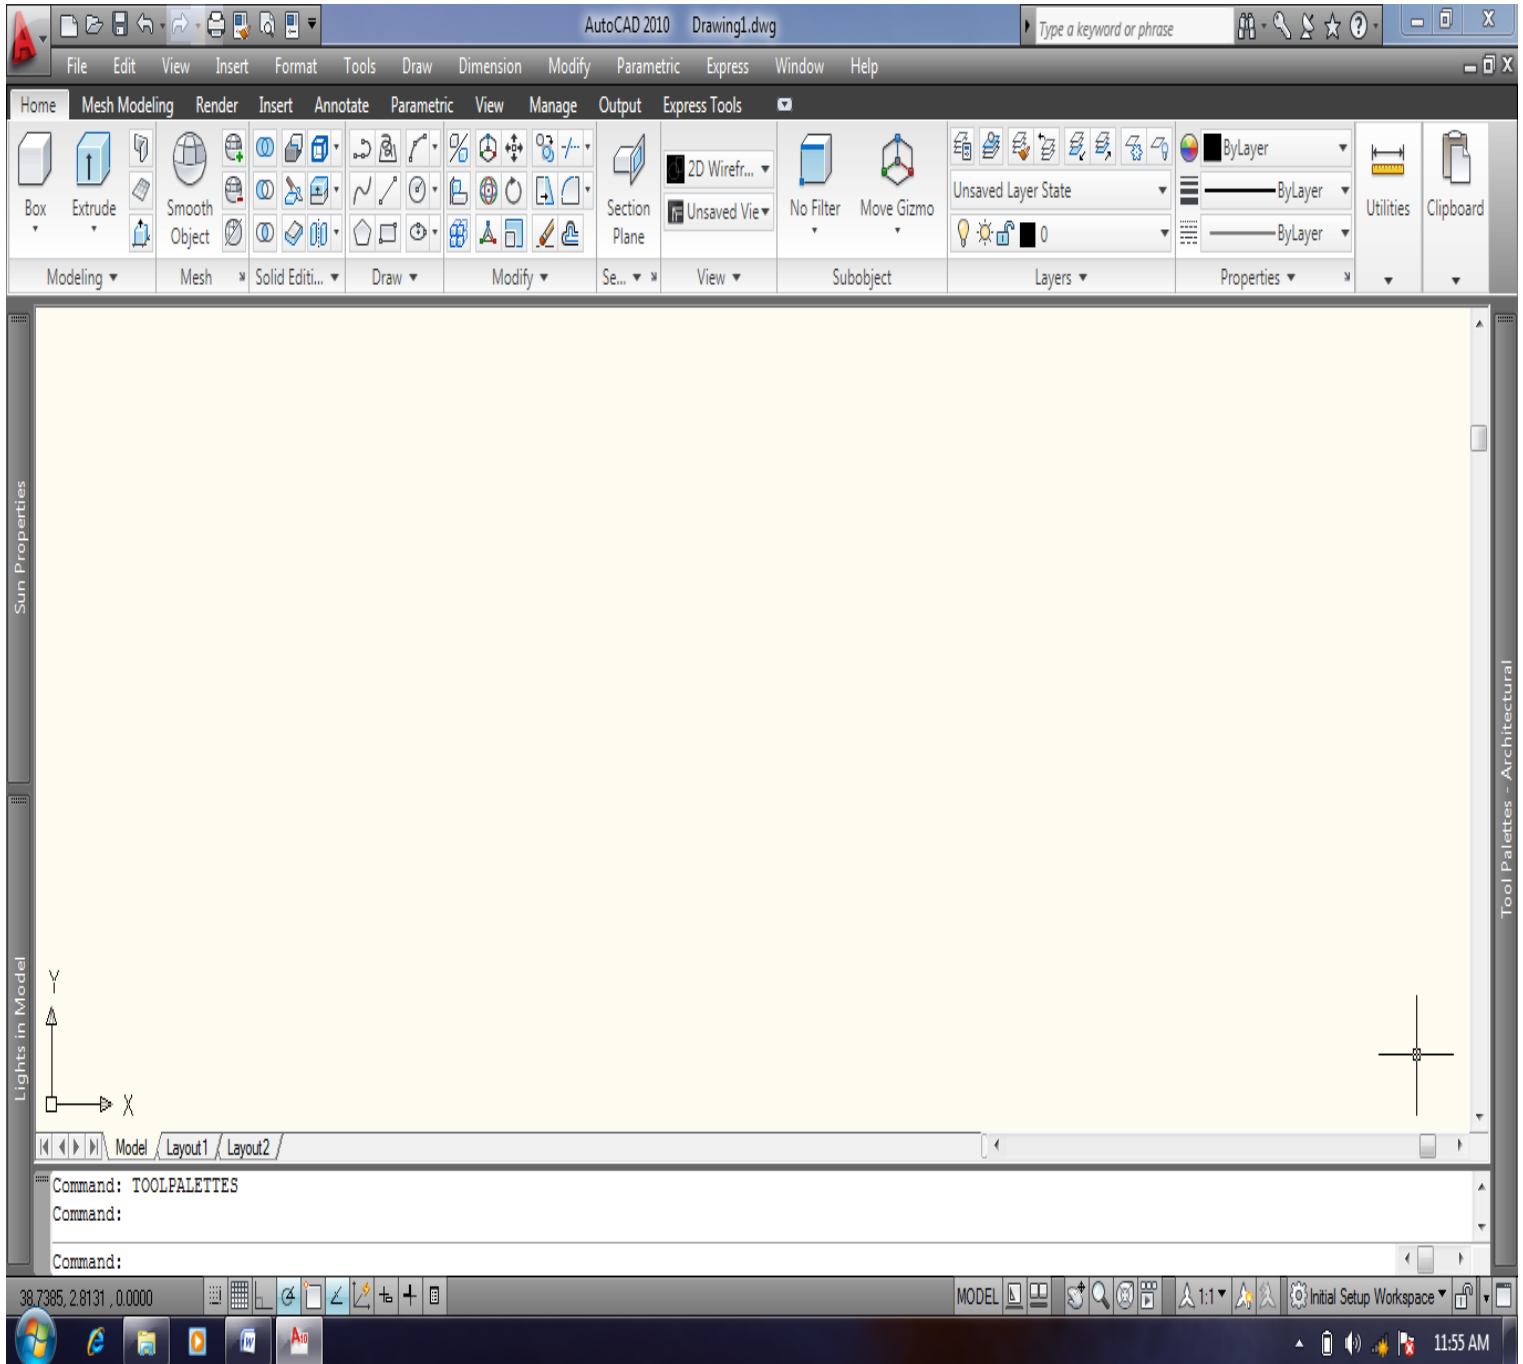 AutoCAD 2010 Drawing1.dwg Type a keyword or phrase
File Edit View Insert Format Tools Draw Dimension Modify Parametric Express Window Help
Home Mesh Modeling Render Insert Annotate Parametric View Manage Output Express Tools
Box Extrude Smooth Object Section Plane 2D Wirefr... Unsaved Vie No Filter Move Gizmo
Unsaved Layer State
0
ByLayer
ByLayer
ByLayer
Utilities Clipboard
Modeling Mesh Solid Editi... Draw Modify Se... View Subobject Layers Properties
Sun Properties
Lights in Model
Tool Palettes - Architectural
Y
X
Model Layout1 Layout2
Command: TOOLPALETTES
Command:
Command:
38.7385, 2.8131 , 0.0000 MODEL 1:1 Initial Setup Workspace
A10 11:55 AM